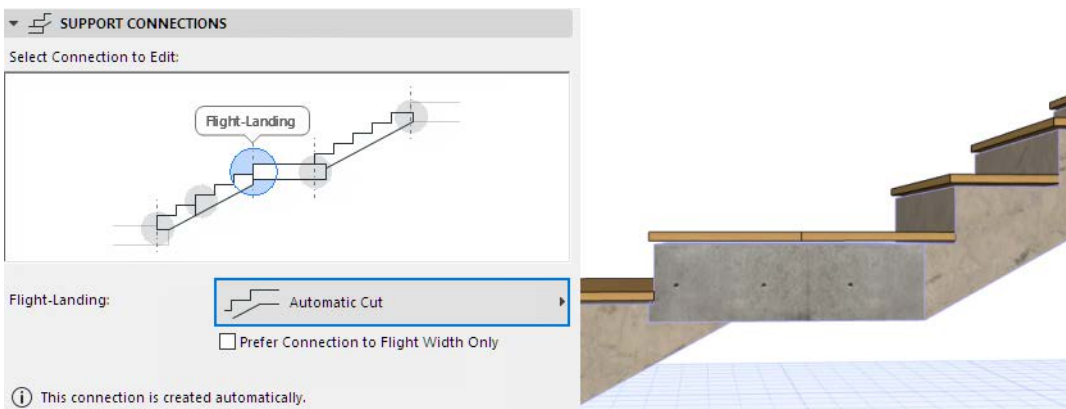 SUPPORT CONNECTIONS
Select Connection to Edit:
Flight-Landing
Flight-Landing:
Automatic Cut
Prefer Connection to Flight Width Only
This connection is created automatically.